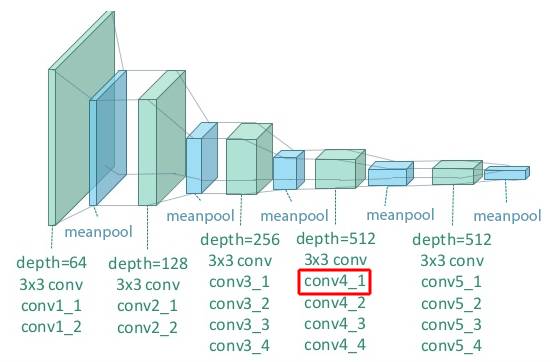 meanpool
meanpool
meanpool
meanpool
meanpool
depth=64
3x3 conv
conv1_1
conv1_2
depth=128
3x3 conv
conv2_1
conv2_2
depth=256
3x3 conv
conv3_1
conv3_2
conv3_3
conv3_4
depth=512
3x3 conv
conv4_1
conv4_2
conv4_3
conv4_4
depth=512
3x3 conv
conv5_1
conv5_2
conv5_3
conv5_4